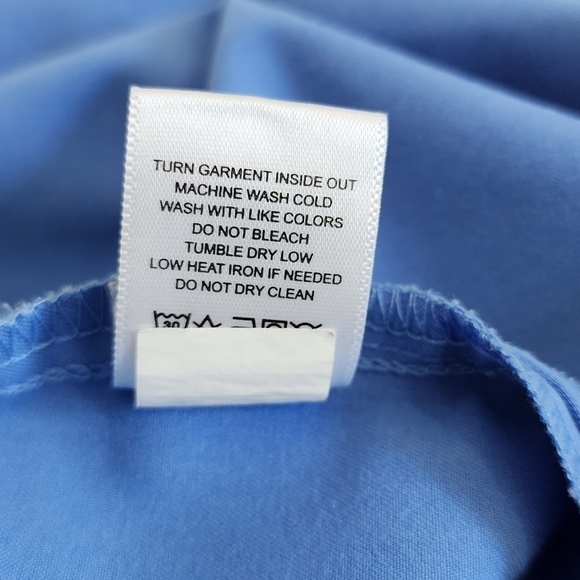 TURN GARMENT INSIDE OUT
MACHINE WASH COLD
WASH WITH LIKE COLORS
DO NOT BLEACH
TUMBLE DRY LOW
LOW HEAT IRON IF NEEDED
DO NOT DRY CLEAN
30